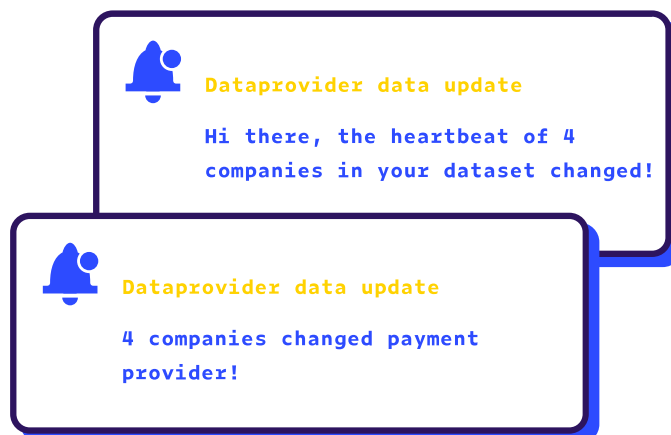 Dataprovider data update
Hi there, the heartbeat of 4
companies in your dataset changed!
Dataprovider data update
4 companies changed payment
provider!